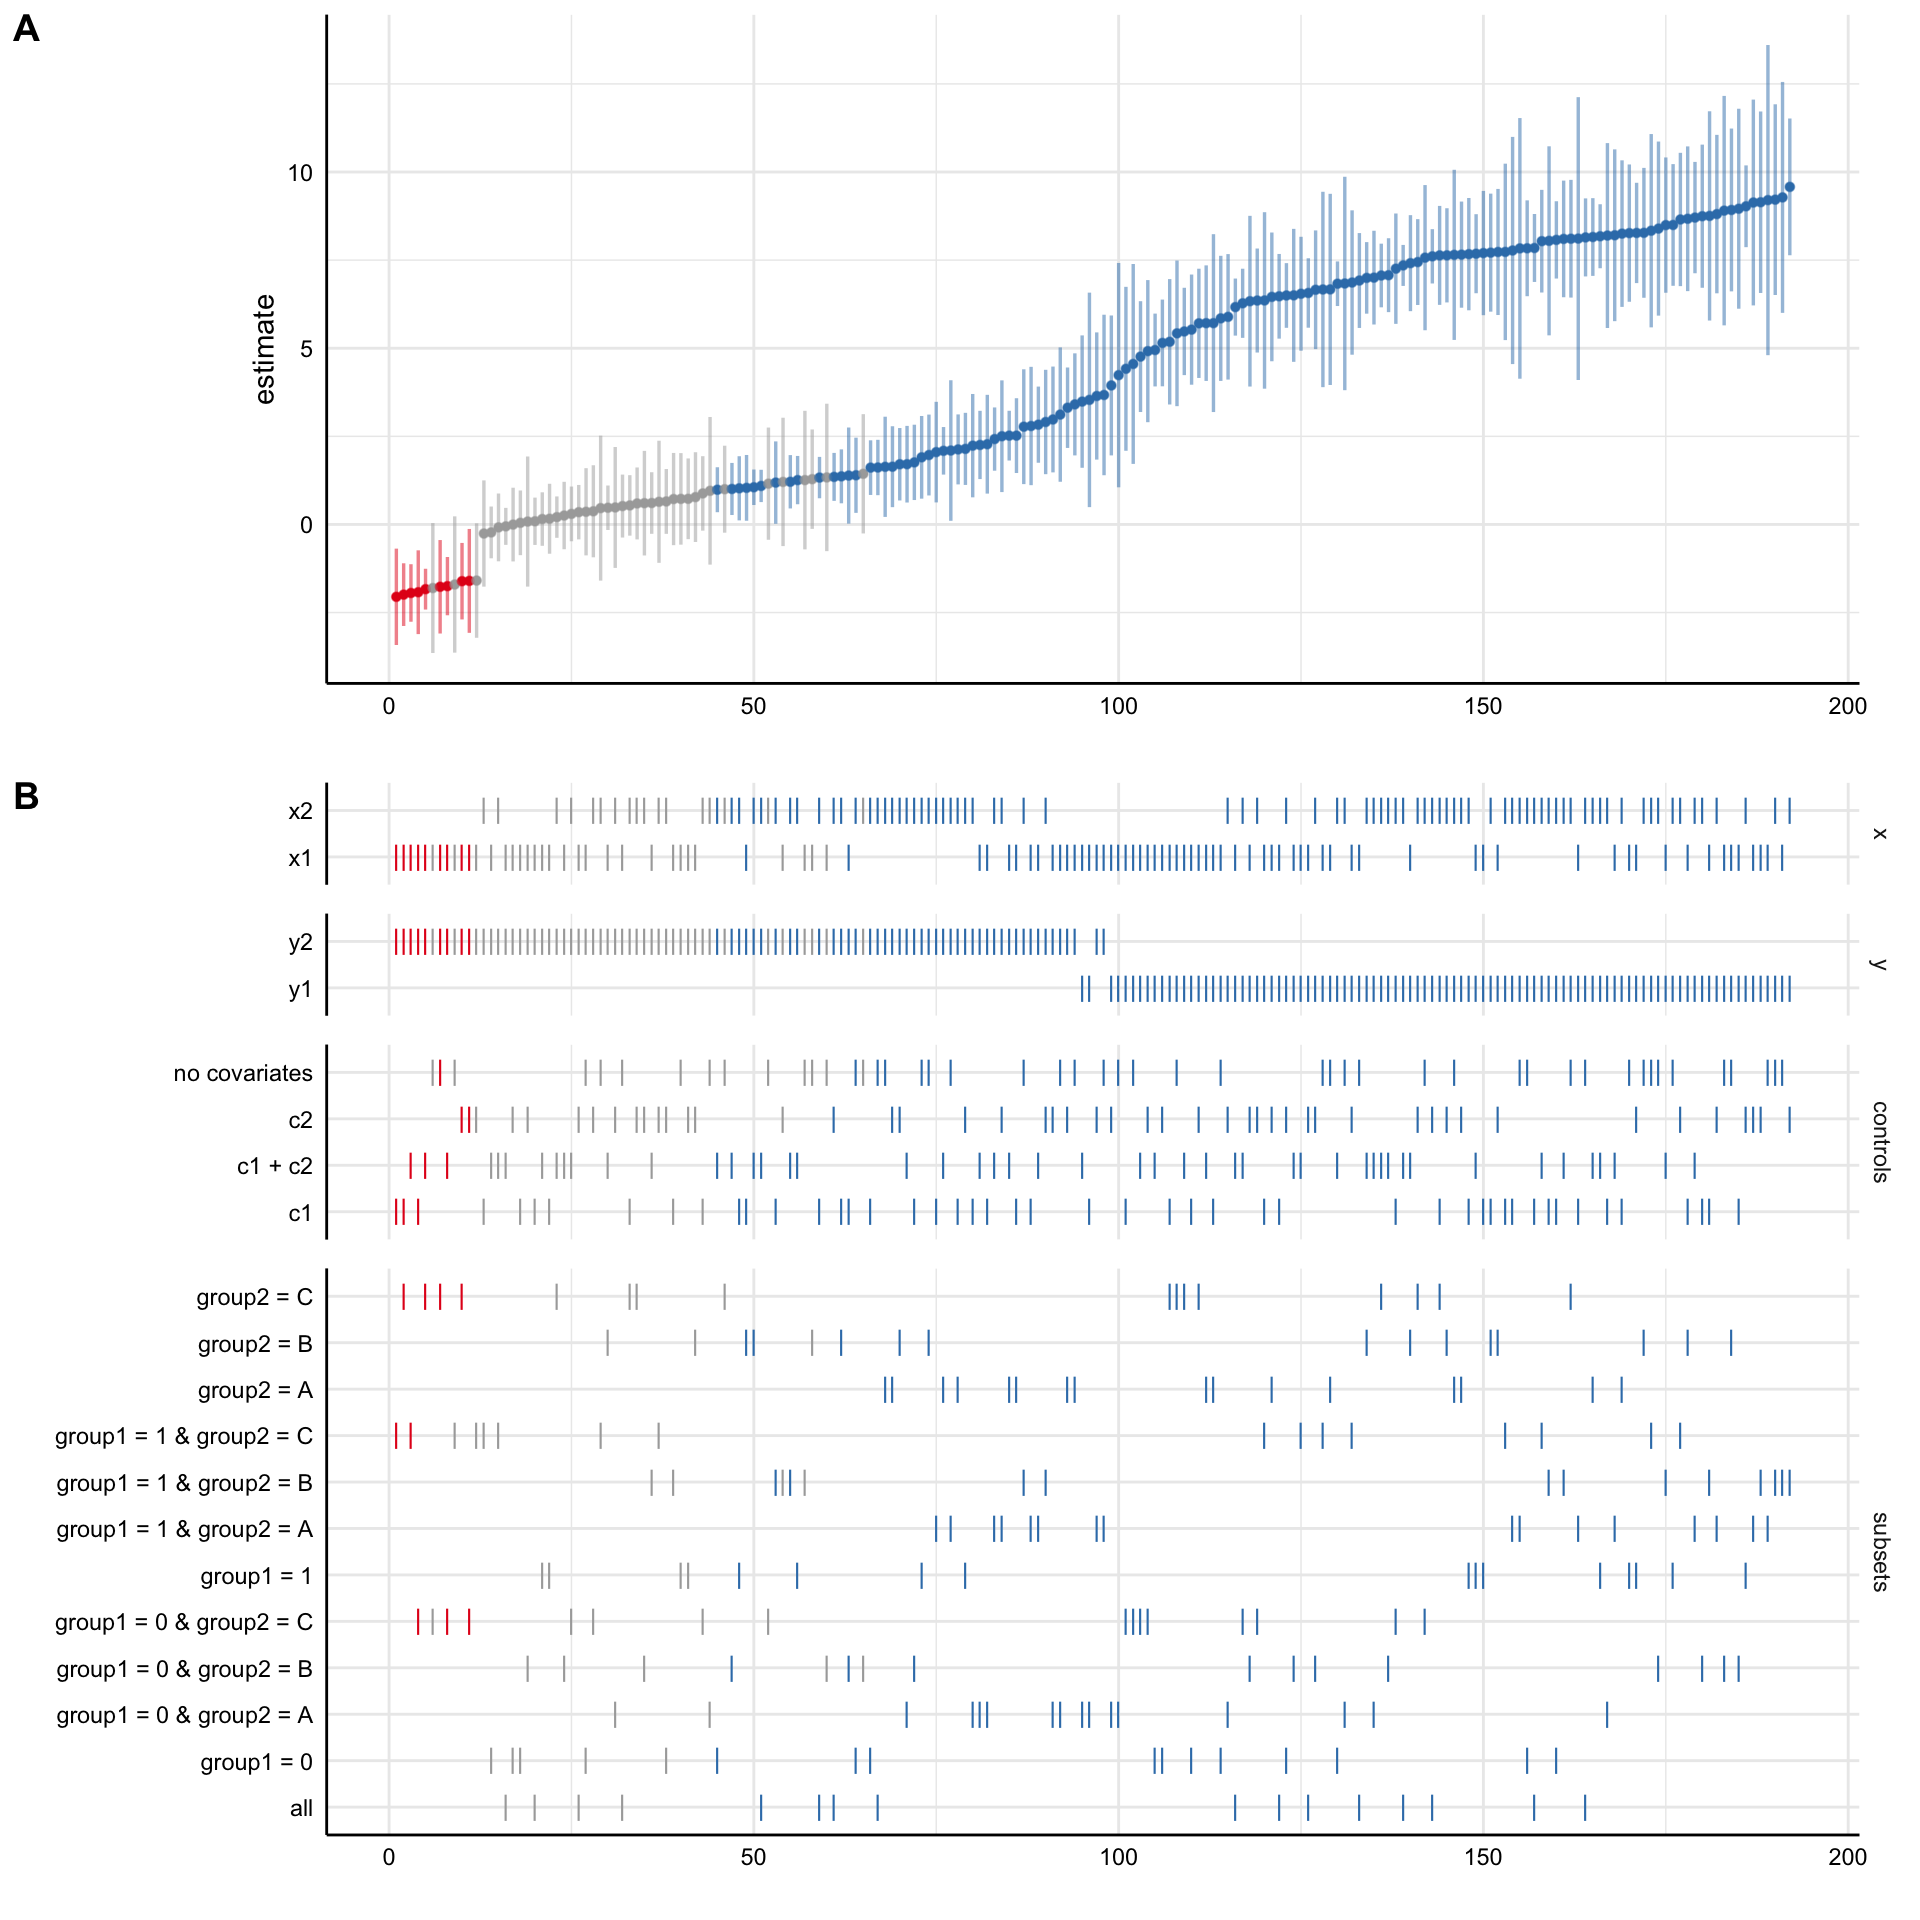 A
10
estimate
5
0
0 50 100 150 200
B
x2
x1
x
y2
y1
y
no covariates
c2
c1 + c2
c1
controls
group2 = C
group2 = B
group2 = A
group1 = 1 & group2 = C
group1 = 1 & group2 = B
group1 = 1 & group2 = A
group1 = 1
group1 = 0 & group2 = C
group1 = 0 & group2 = B
group1 = 0 & group2 = A
group1 = 0
all
subsets
0 50 100 150 200